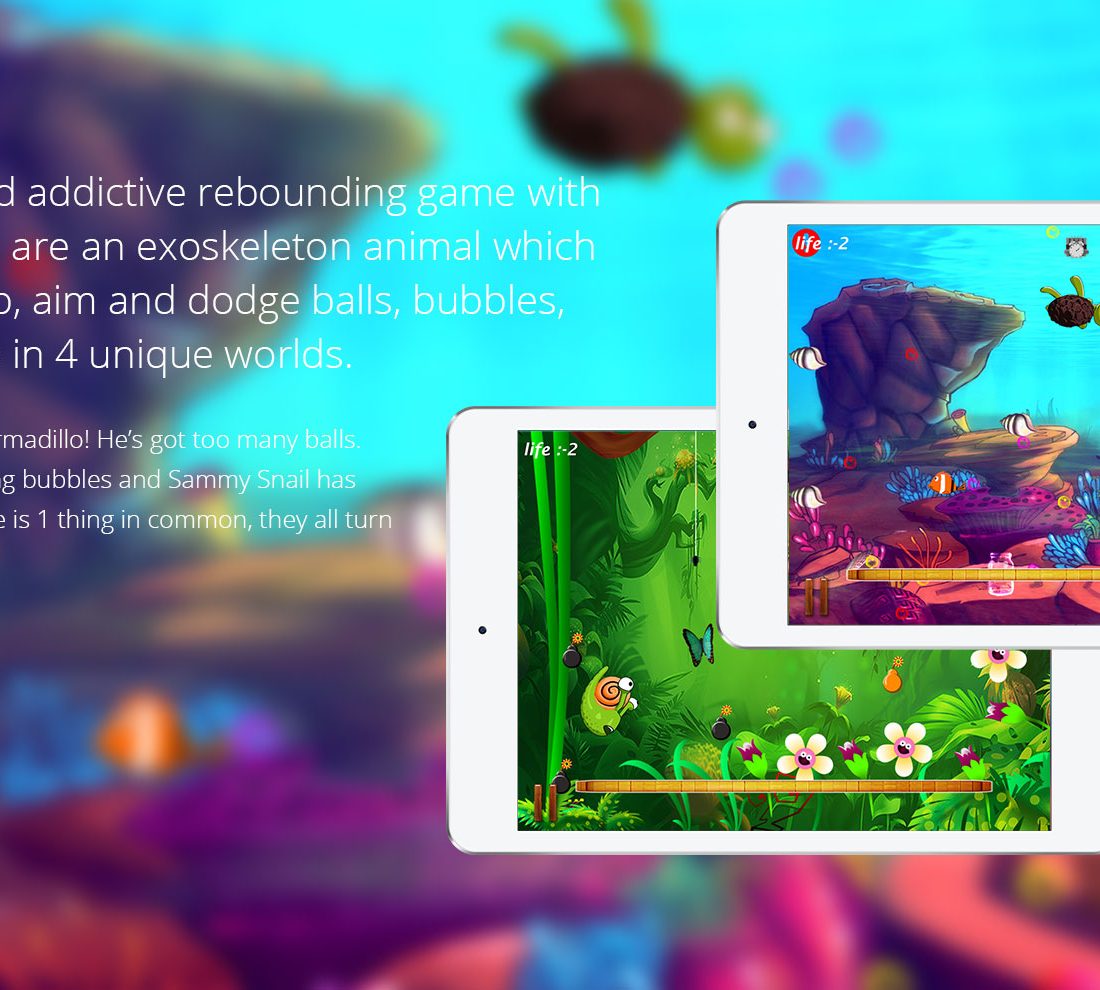 addictive rebounding game with
are an exoskeleton animal which
, aim and dodge balls, bubbles,
in 4 unique worlds.
rmadillo! He's got too many balls.
g bubbles and Sammy Snail has
e is 1 thing in common, they all turn
life :-2
life :-2